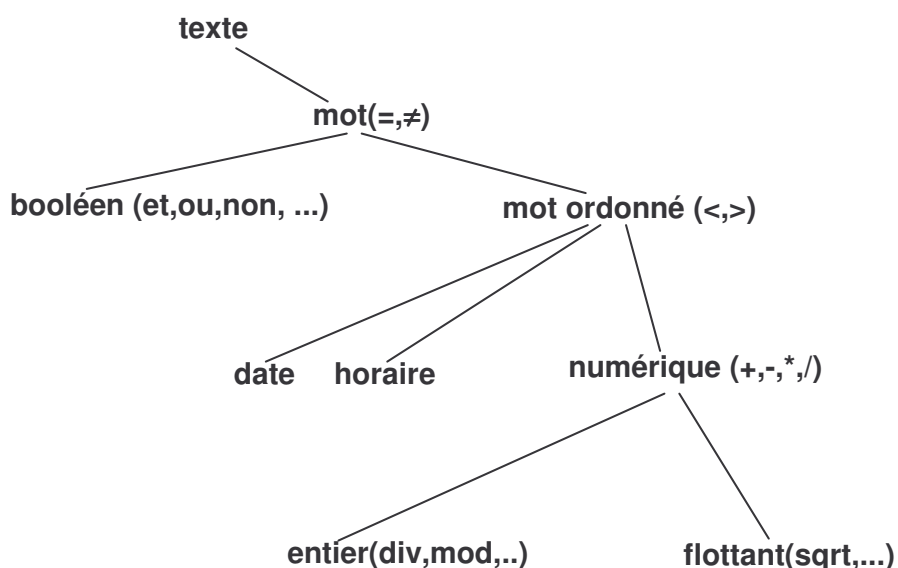 texte
mot(=,≠)
booléen (et,ou,non, ...)
mot ordonné (<,>)
date
horaire
numérique (+,-,*,/)
entier(div,mod,..)
flottant(sqrt,...)